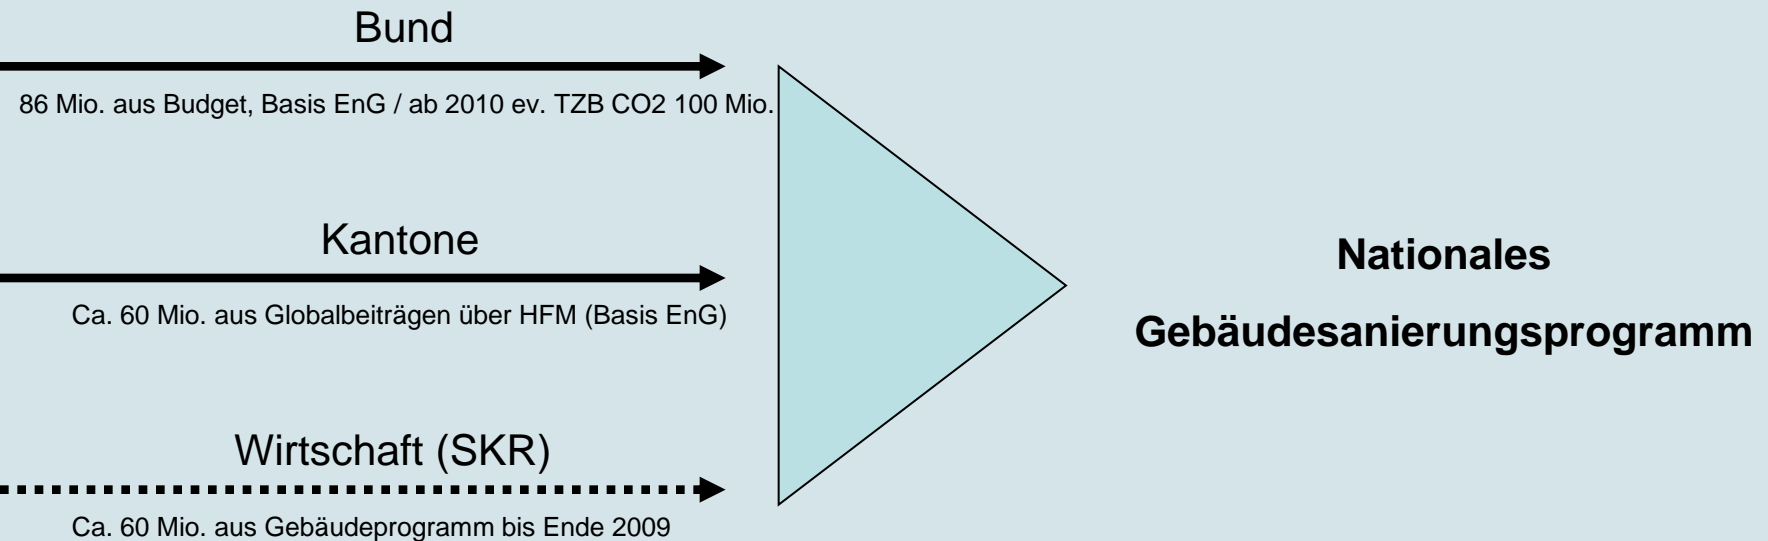 Bund
86 Mio. aus Budget, Basis EnG / ab 2010 ev. TZB CO2 100 Mio.
Kantone
Ca. 60 Mio. aus Globalbeiträgen über HFM (Basis EnG)
Wirtschaft (SKR)
Ca. 60 Mio. aus Gebäudeprogramm bis Ende 2009
Nationales
Gebäudesanierungsprogramm